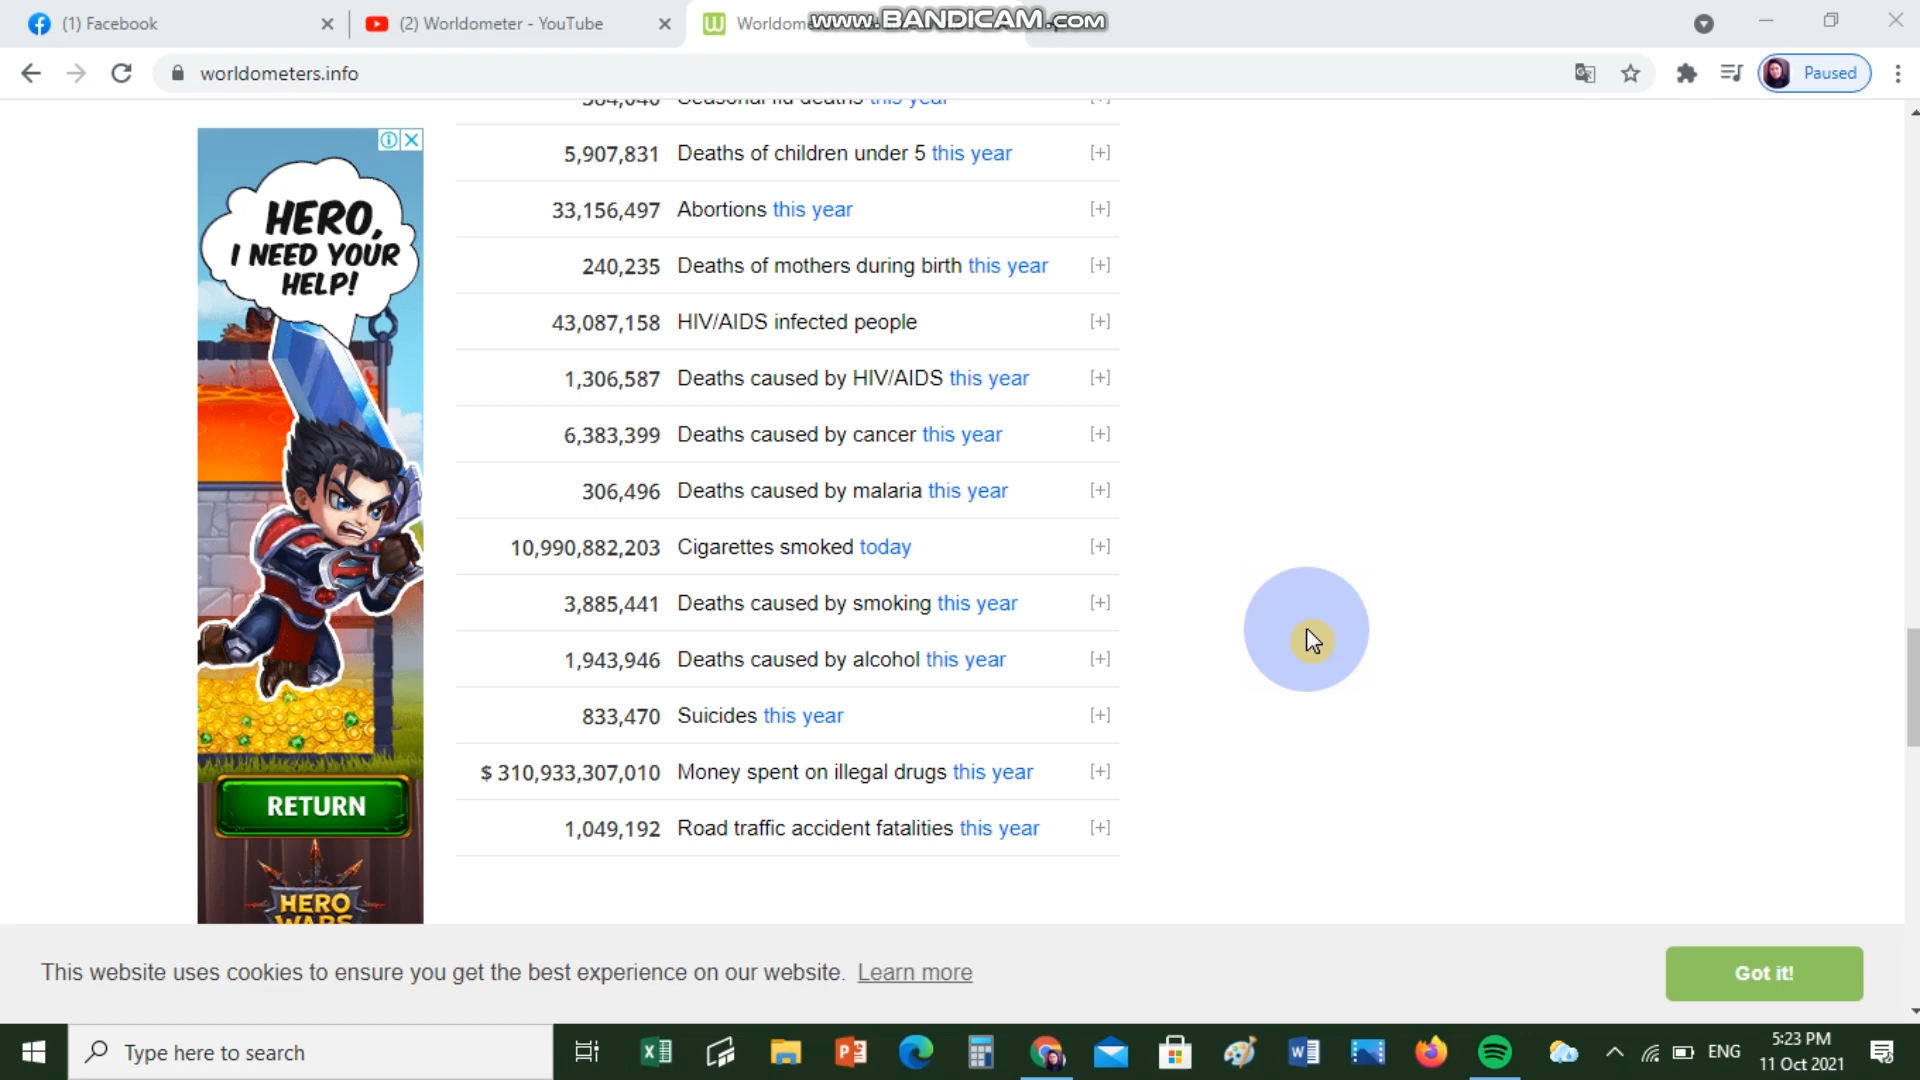 (1) Facebook
(2) Worldometer - YouTube
www.BANDICAM.com
worldometers.info
Paused
384,040 Seasonal flu deaths this year [+]
5,907,831 Deaths of children under 5 this year [+]
33,156,497 Abortions this year [+]
240,235 Deaths of mothers during birth this year [+]
43,087,158 HIV/AIDS infected people [+]
1,306,587 Deaths caused by HIV/AIDS this year [+]
6,383,399 Deaths caused by cancer this year [+]
306,496 Deaths caused by malaria this year [+]
10,990,882,203 Cigarettes smoked today [+]
3,885,441 Deaths caused by smoking this year [+]
1,943,946 Deaths caused by alcohol this year [+]
833,470 Suicides this year [+]
$ 310,933,307,010 Money spent on illegal drugs this year [+]
1,049,192 Road traffic accident fatalities this year [+]
HERO,
I NEED YOUR
HELP!
RETURN
HERO
WARS
This website uses cookies to ensure you get the best experience on our website. Learn more
Got it!
Type here to search
ENG
5:23 PM
11 Oct 2021